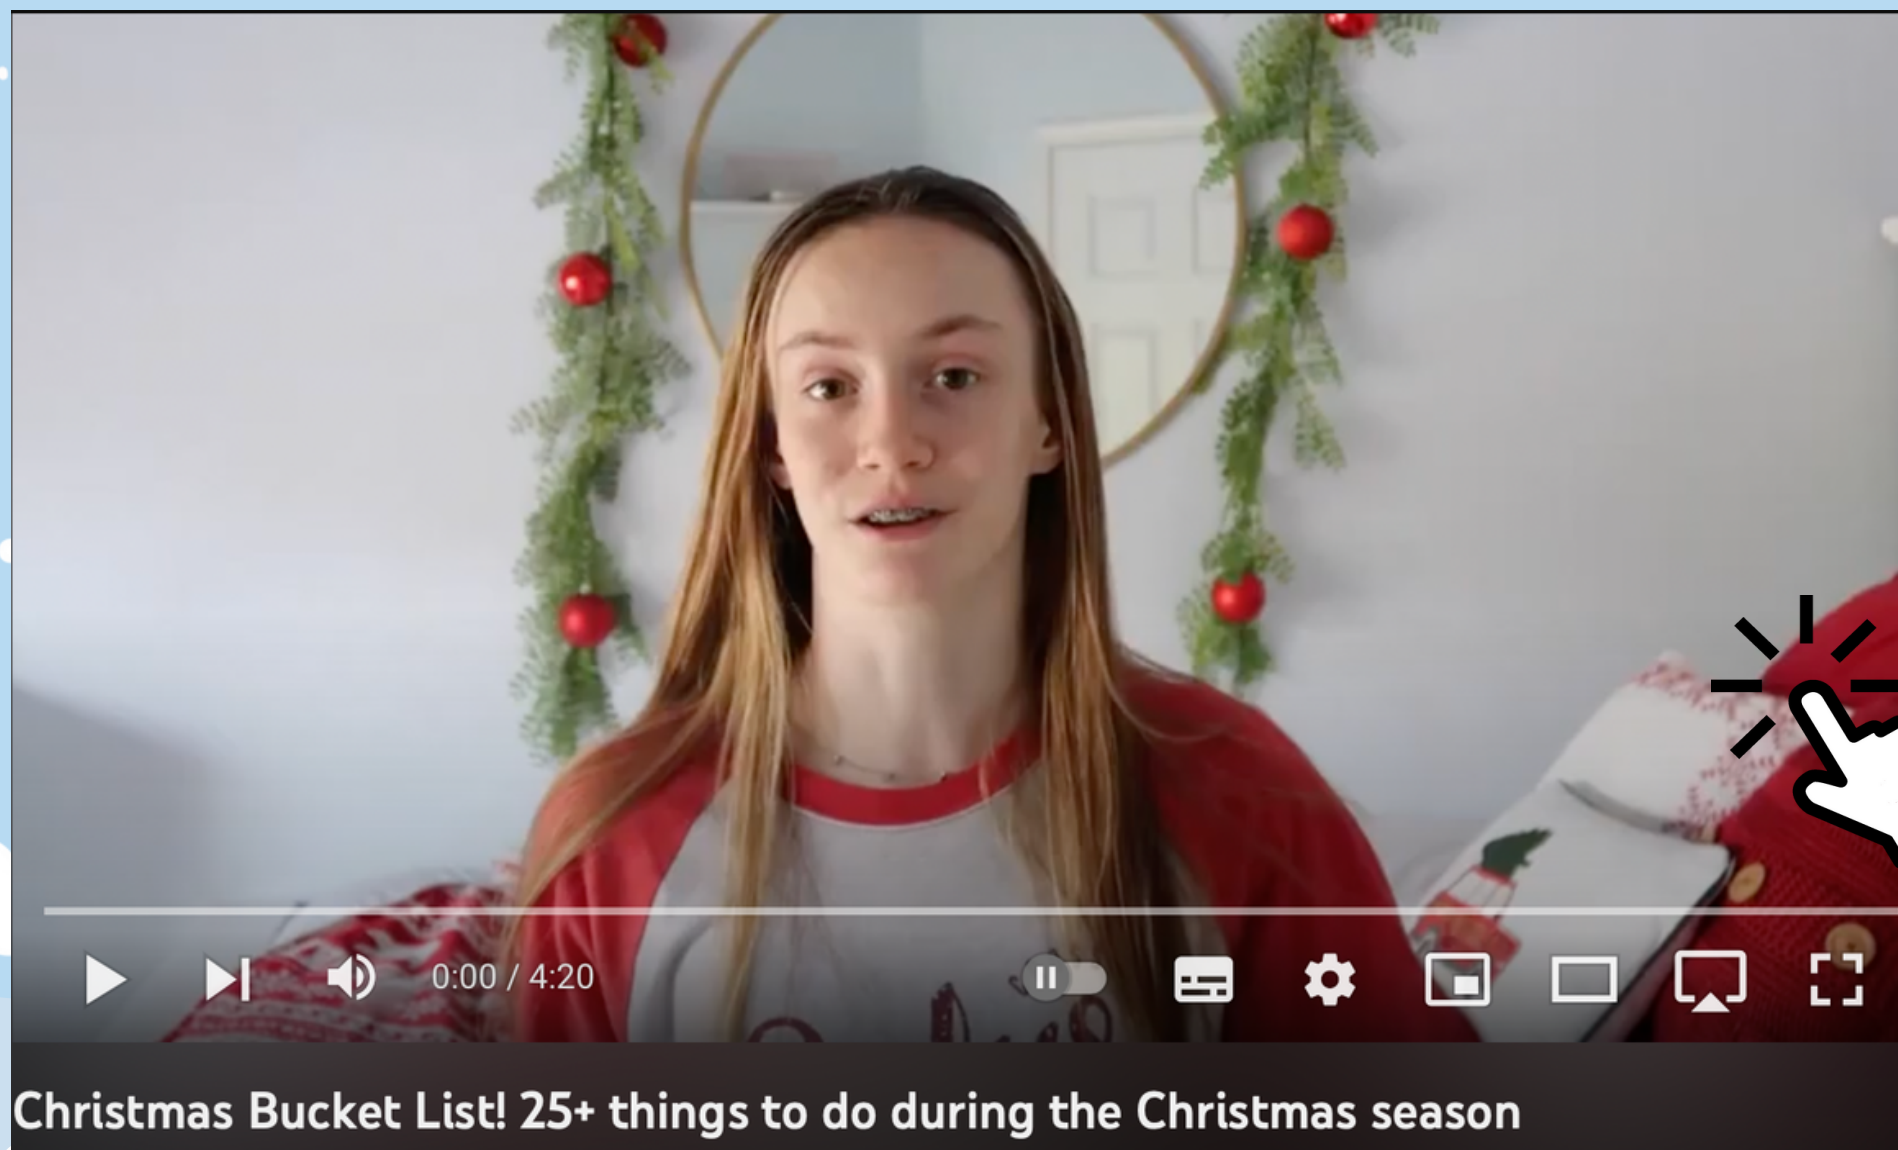 0:00 / 4:20
Christmas Bucket List! 25+ things to do during the Christmas season